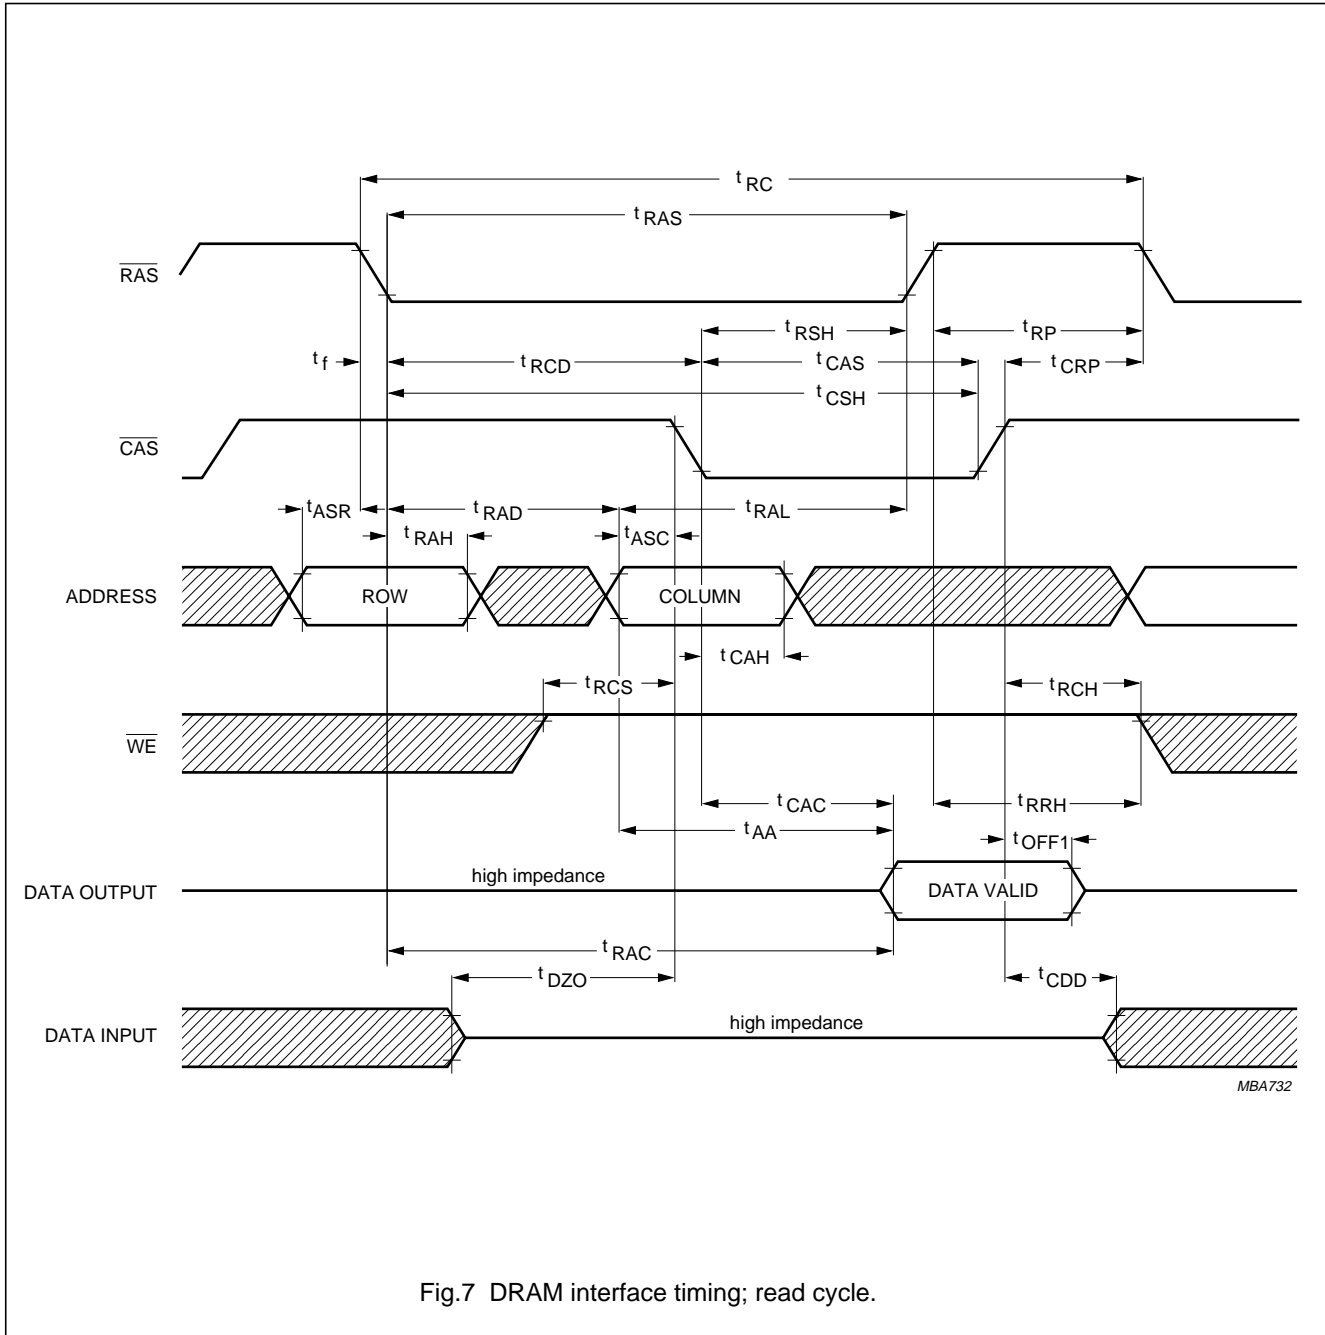 t RC
t RAS
RAS
t RSH
t RP
t f
t RCD
t CAS
t CRP
t CSH
CAS
t ASR
t RAD
t RAL
t RAH
t ASC
ADDRESS
ROW
COLUMN
t CAH
t RCS
t RCH
WE
t CAC
t RRH
t AA
t OFF1
high impedance
DATA OUTPUT
DATA VALID
t RAC
t DZO
t CDD
high impedance
DATA INPUT
MBA732
Fig.7 DRAM interface timing; read cycle.